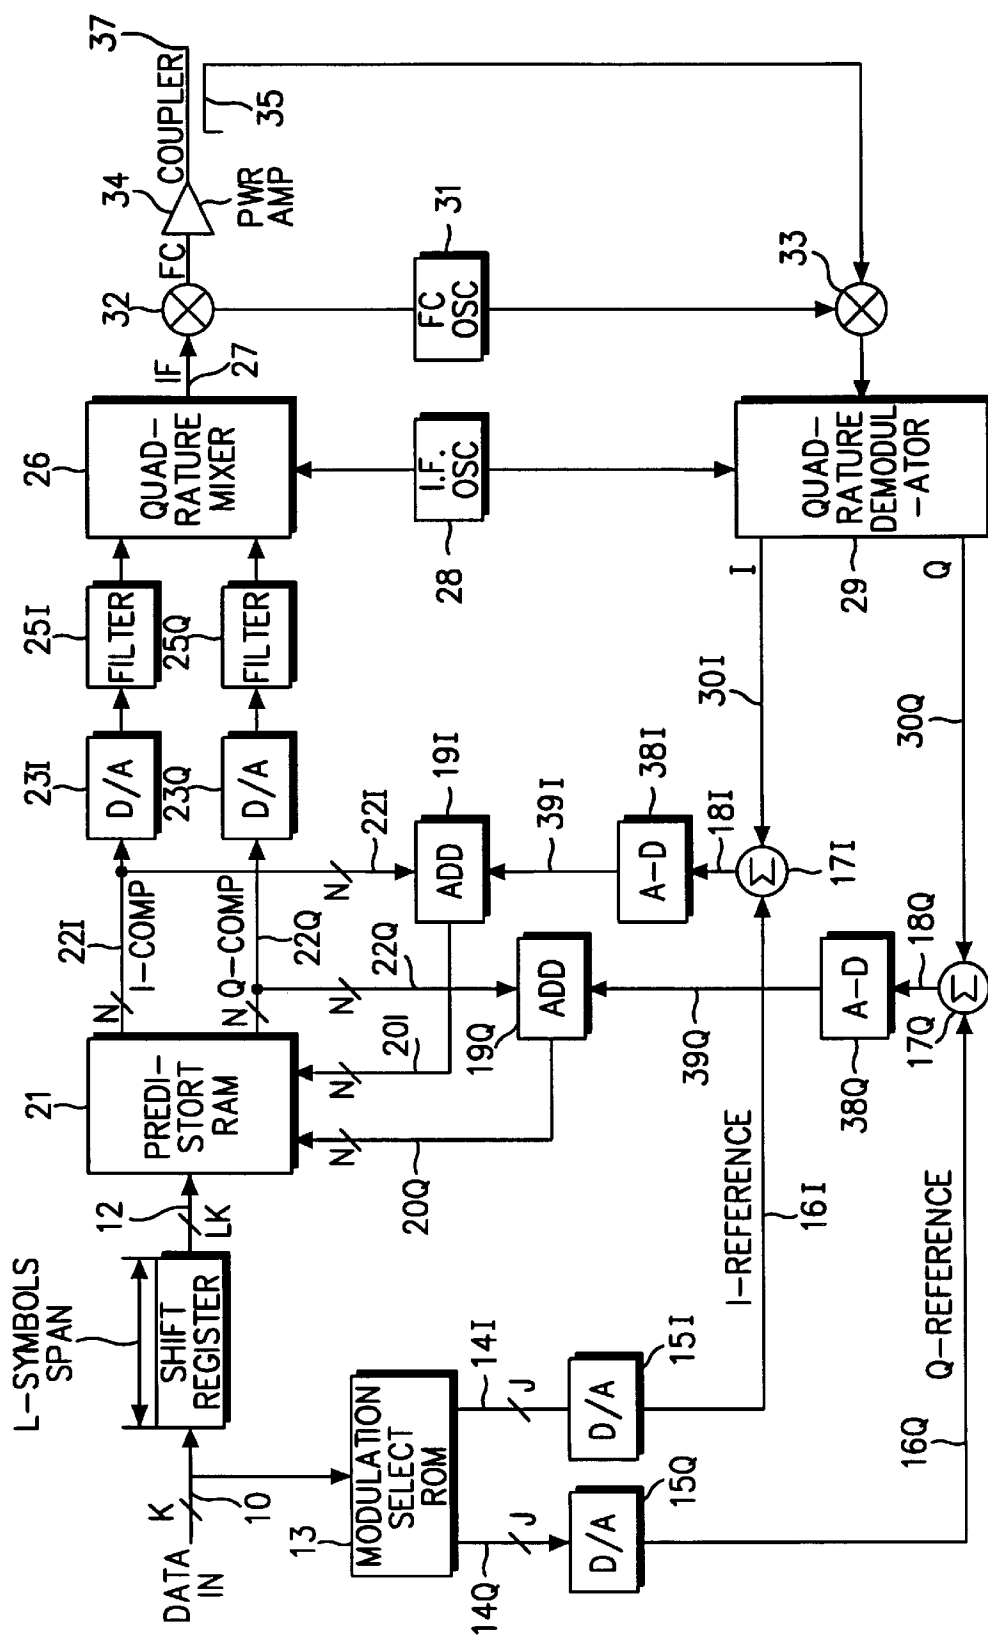 L-SYMBOLS
SPAN
DATA
IN
K
10
SHIFT
REGISTER
12
LK
21
PREDI-
STORT
RAM
N
22I
I-COMP
N
Q-COMP
22Q
23I
D/A
23Q
D/A
25I
FILTER
25Q
FILTER
26
QUAD-
RATURE
MIXER
IF
27
32
FC
34
PWR
AMP
COUPLER
37
35
13
MODULATION
SELECT
ROM
14I
J
14Q
J
D/A
15I
D/A
15Q
N
20I
N
20Q
N
22I
N
22Q
ADD
19I
ADD
19Q
39I
39Q
A-D
38I
A-D
38Q
I.F.
OSC
28
FC
OSC
31
33
I-REFERENCE
16I
18I
Σ
17I
30I
I
QUAD-
RATURE
DEMODUL
-ATOR
29
Q
30Q
Q-REFERENCE
16Q
18Q
Σ
17Q